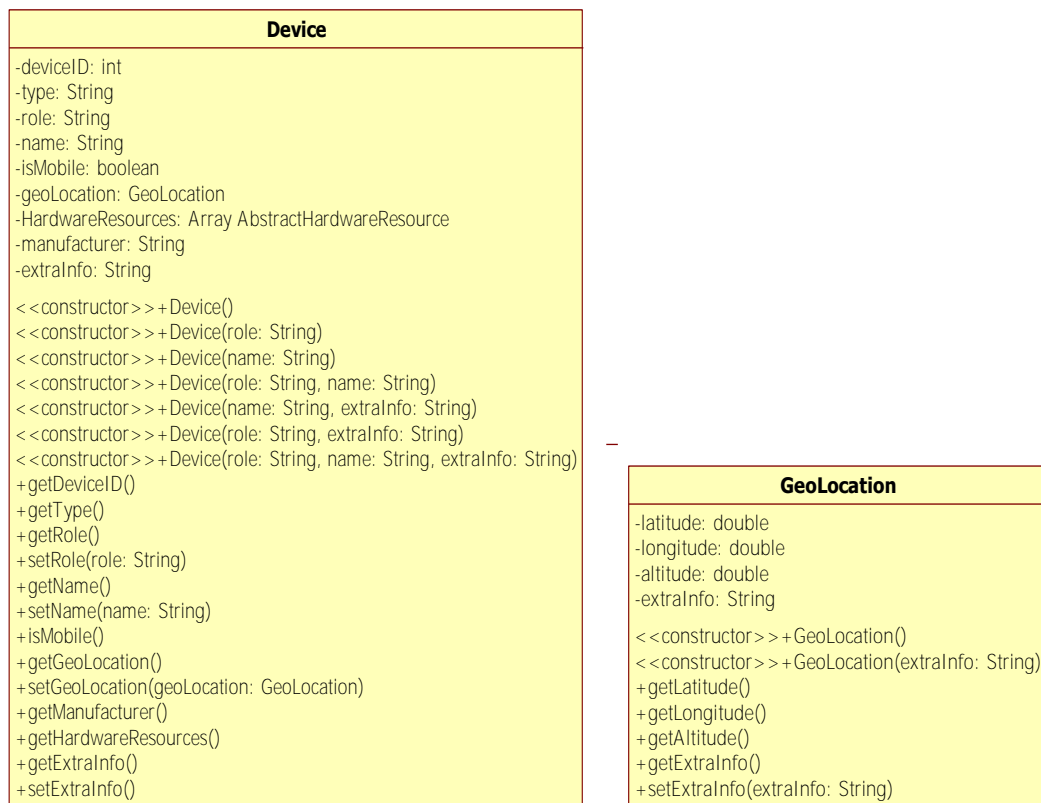 Device
-deviceID: int
-type: String
-role: String
-name: String
-isMobile: boolean
-geoLocation: GeoLocation
-HardwareResources: Array AbstractHardwareResource
-manufacturer: String
-extraInfo: String
<<constructor>>+Device()
<<constructor>>+Device(role: String)
<<constructor>>+Device(name: String)
<<constructor>>+Device(role: String, name: String)
<<constructor>>+Device(name: String, extraInfo: String)
<<constructor>>+Device(role: String, extraInfo: String)
<<constructor>>+Device(role: String, name: String, extraInfo: String)
+getDeviceID()
+getType()
+getRole()
+setRole(role: String)
+getName()
+setName(name: String)
+isMobile()
+getGeoLocation()
+setGeoLocation(geoLocation: GeoLocation)
+getManufacturer()
+getHardwareResources()
+getExtraInfo()
+setExtraInfo()
GeoLocation
-latitude: double
-longitude: double
-altitude: double
-extraInfo: String
<<constructor>>+GeoLocation()
<<constructor>>+GeoLocation(extraInfo: String)
+getLatitude()
+getLongitude()
+getAltitude()
+getExtraInfo()
+setExtraInfo(extraInfo: String)